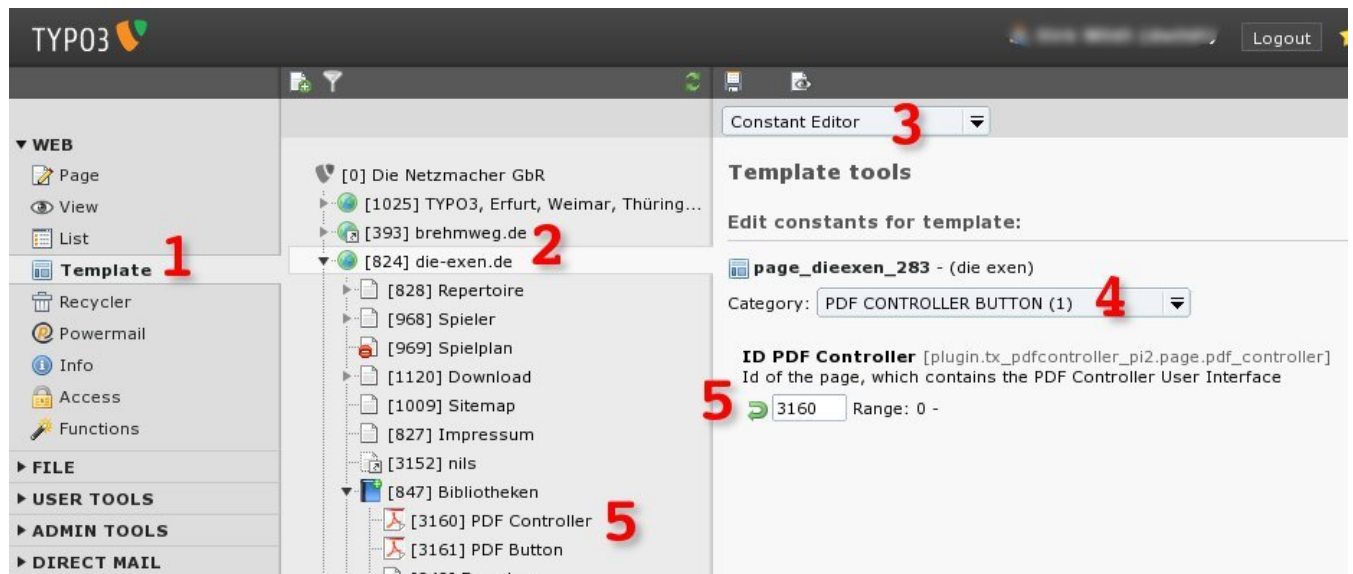 TYPO3
Logout
Constant Editor
3
WEB
Page
View
List
Template 1
Recycler
Powermail
Info
Access
Functions
FILE
USER TOOLS
ADMIN TOOLS
DIRECT MAIL
[0] Die Netzmacher GbR
[1025] TYPO3, Erfurt, Weimar, Thüring...
[393] brehmweg.de
2
[824] die-exen.de
[828] Repertoire
[968] Spieler
[969] Spielplan
[1120] Download
[1009] Sitemap
[827] Impressum
[3152] nils
[847] Bibliotheken
[3160] PDF Controller 5
[3161] PDF Button
Template tools
Edit constants for template:
page_dieexen_283 - (die exen)
Category: PDF CONTROLLER BUTTON (1) 4
ID PDF Controller [plugin.tx_pdfcontroller_pi2.page.pdf_controller]
Id of the page, which contains the PDF Controller User Interface
5 3160 Range: 0 -